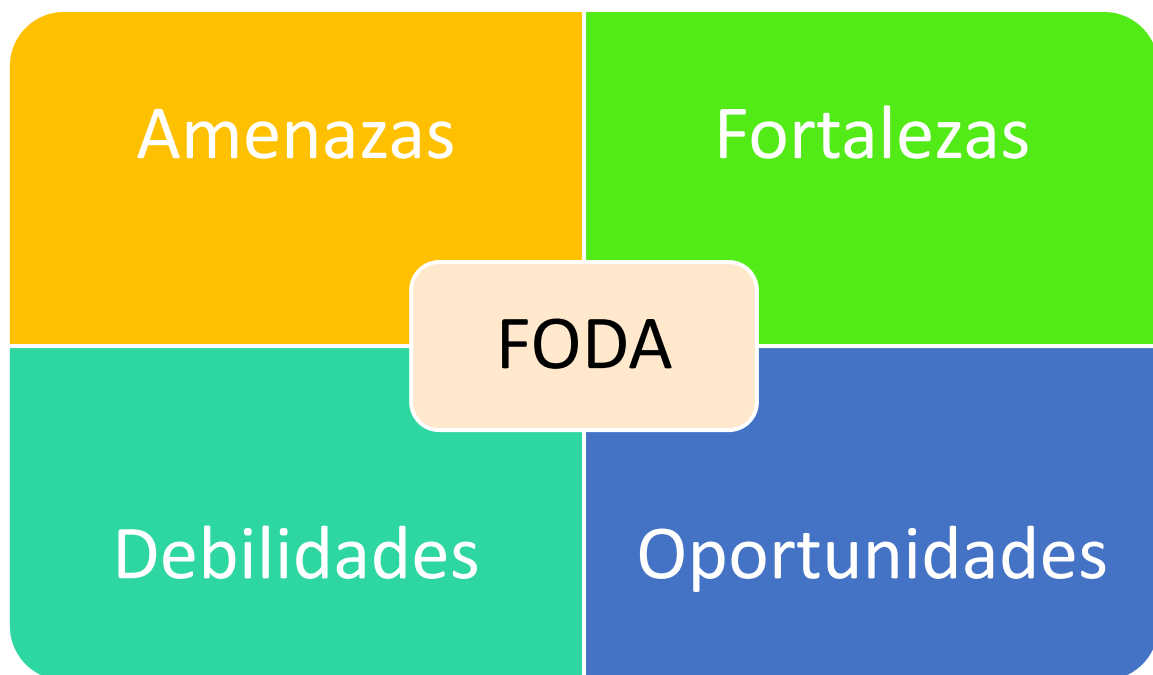 Amenazas
Fortalezas
FODA
Debilidades
Oportunidades